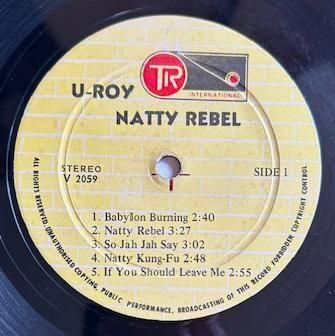 U-ROY
TR
INTERNATIONAL
NATTY REBEL
STEREO
V 2059
SIDE 1
1. Babylon Burning 2:40
2. Natty Rebel 3:27
3. So Jah Jah Say 3:02
4. Natty Kung-Fu 2:48
5. If You Should Leave Me 2:55
ALL RIGHTS RESERVED. UNAUTHORISED COPYING, PUBLIC PERFORMANCE, BROADCASTING OF THIS RECORD FORBIDDEN COPYRIGHT CONTROL